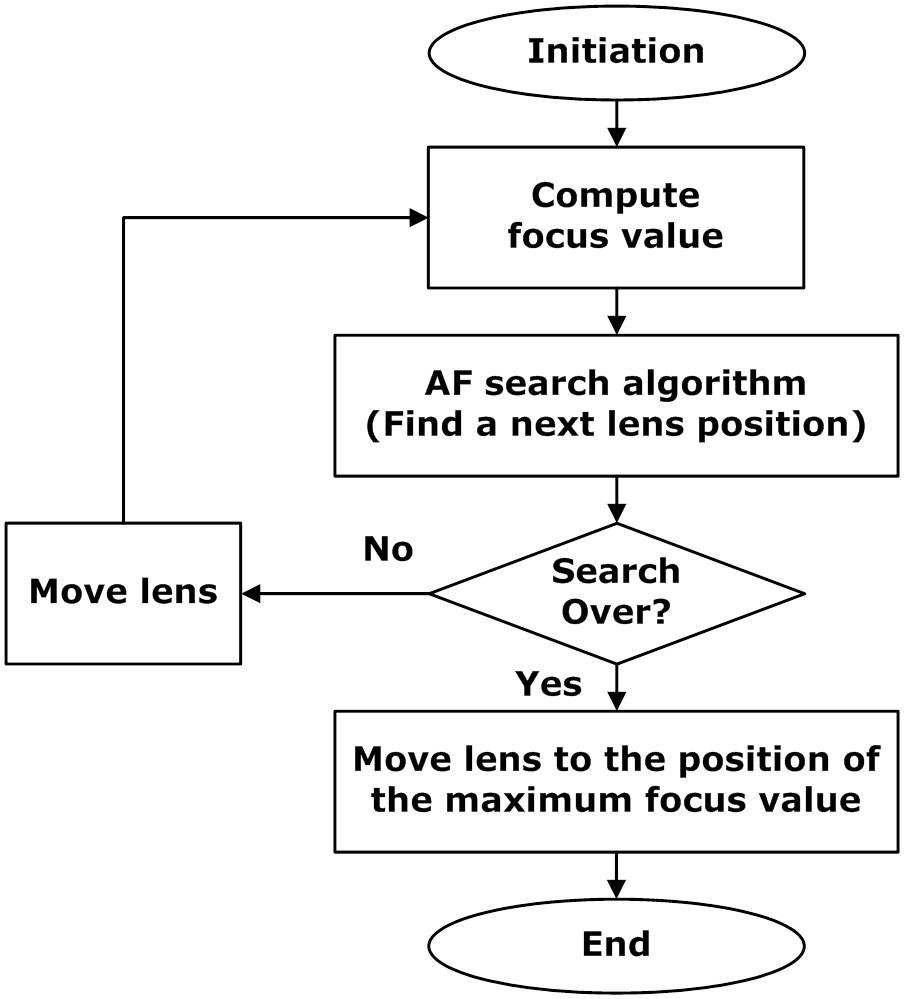 Initiation
Compute
focus value
AF search algorithm
(Find a next lens position)
Search
Over?
No
Move lens
Yes
Move lens to the position of
the maximum focus value
End